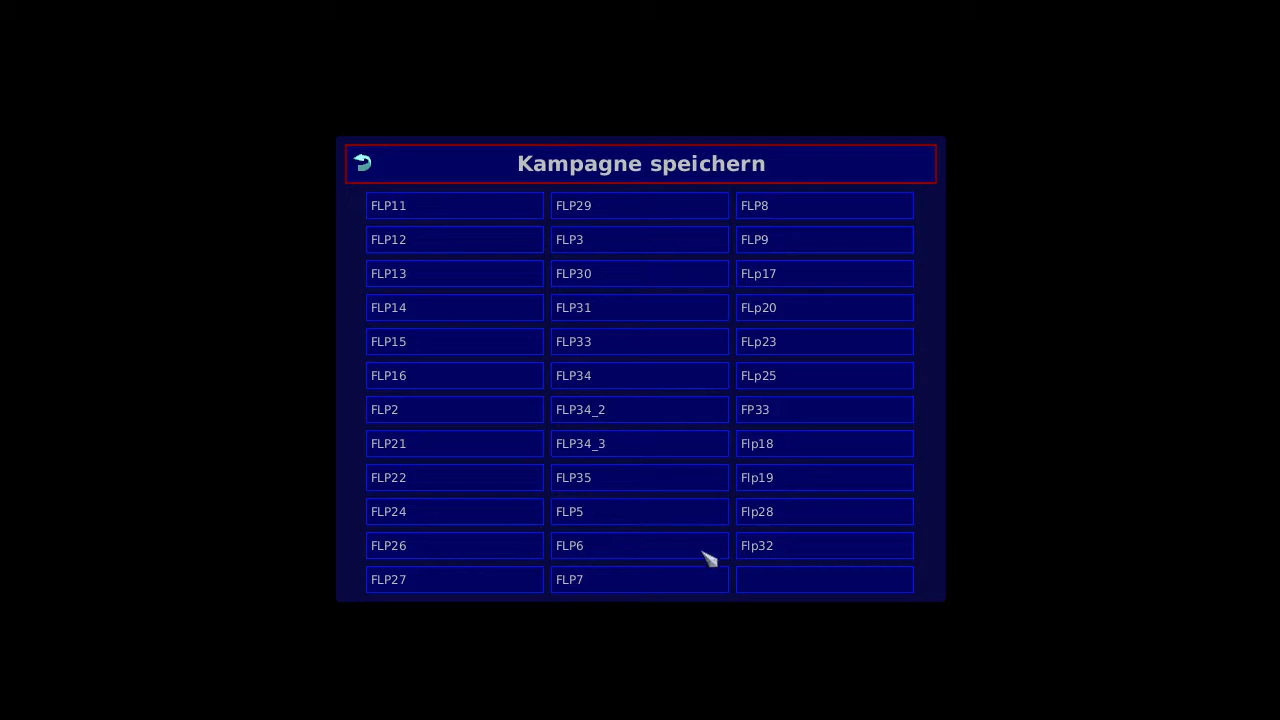 Kampagne speichern
FLP11
FLP12
FLP13
FLP14
FLP15
FLP16
FLP2
FLP21
FLP22
FLP24
FLP26
FLP27
FLP29
FLP3
FLP30
FLP31
FLP33
FLP34
FLP34_2
FLP34_3
FLP35
FLP5
FLP6
FLP7
FLP8
FLP9
FLp17
FLp20
FLp23
FLp25
FP33
Flp18
Flp19
Flp28
Flp32